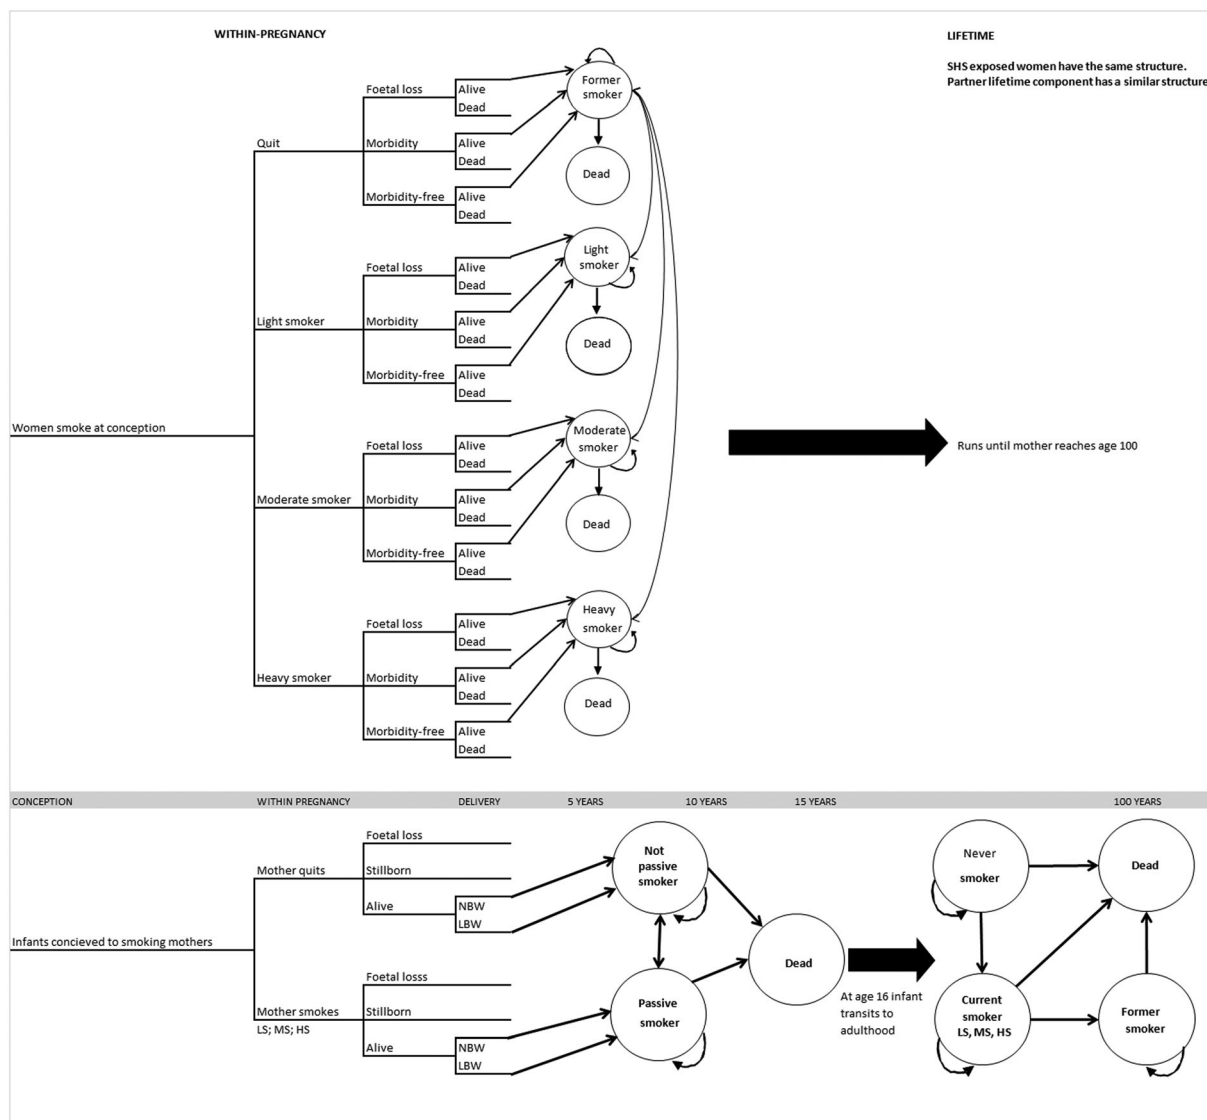 WITHIN-PREGNANCY
LIFETIME
SHS exposed women have the same structure.
Partner lifetime component has a similar structure
Women smoke at conception
Quit
Foetal loss
Alive
Dead
Morbidity
Alive
Dead
Morbidity-free
Alive
Dead
Former
smoker
Dead
Light smoker
Foetal loss
Alive
Dead
Morbidity
Alive
Dead
Morbidity-free
Alive
Dead
Light
smoker
Dead
Moderate smoker
Foetal loss
Alive
Dead
Morbidity
Alive
Dead
Morbidity-free
Alive
Dead
Moderate
smoker
Dead
Heavy smoker
Foetal loss
Alive
Dead
Morbidity
Alive
Dead
Morbidity-free
Alive
Dead
Heavy
smoker
Dead
Runs until mother reaches age 100
CONCEPTION
WITHIN PREGNANCY
DELIVERY
5 YEARS
10 YEARS
15 YEARS
100 YEARS
Infants concieved to smoking mothers
Mother quits
Foetal loss
Stillborn
Alive
NBW
LBW
Mother smokes
LS; MS; HS
Foetal losss
Stillborn
Alive
NBW
LBW
Not
passive
smoker
Passive
smoker
Dead
At age 16 infant
transits to
adulthood
Never
smoker
Dead
Current
smoker
LS, MS, HS
Former
smoker